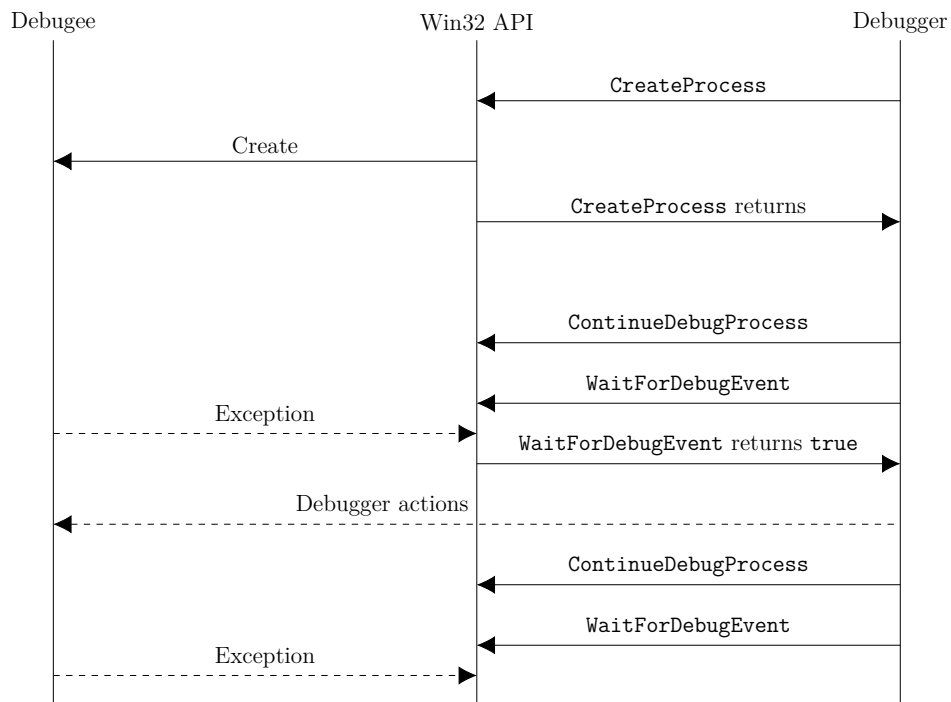 Debugee Win32 API Debugger
CreateProcess
Create
CreateProcess returns
ContinueDebugProcess
WaitForDebugEvent
Exception
WaitForDebugEvent returns true
Debugger actions
ContinueDebugProcess
WaitForDebugEvent
Exception